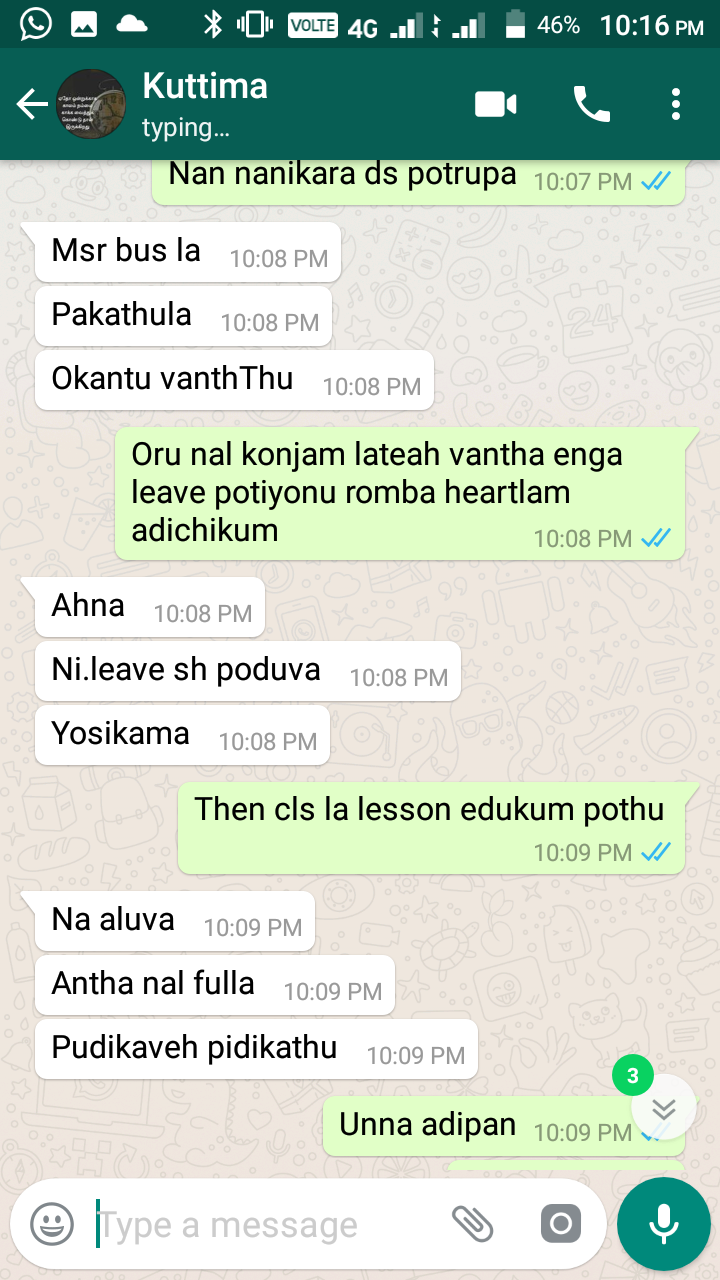 VOLTE 4G 46% 10:16 PM
Kuttima
typing...
Nan nanikara ds potrupa 10:07 PM
Msr bus la 10:08 PM
Pakathula 10:08 PM
Okantu vanthThu 10:08 PM
Oru nal konjam lateah vantha enga
leave potiyonu romba heartlam
adichikum 10:08 PM
Ahna 10:08 PM
Ni.leave sh poduva 10:08 PM
Yosikama 10:08 PM
Then cls la lesson edukum pothu
10:09 PM
Na aluva 10:09 PM
Antha nal fulla 10:09 PM
Pudikaveh pidikathu 10:09 PM
3
Unna adipan 10:09 PM
Type a message